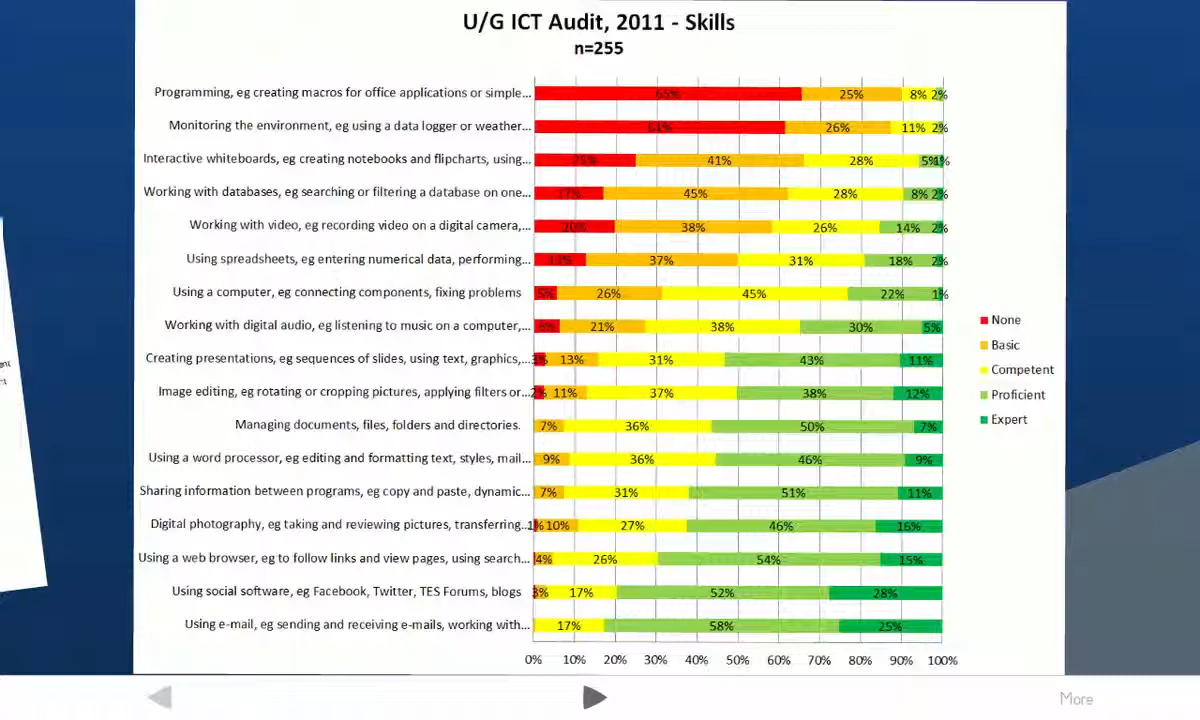 U/G ICT Audit, 2011 - Skills
n=255
Programming, eg creating macros for office applications or simple... 65% 25% 8% 2%
Monitoring the environment, eg using a data logger or weather... 61% 26% 11% 2%
Interactive whiteboards, eg creating notebooks and flipcharts, using... 25% 41% 28% 5% 1%
Working with databases, eg searching or filtering a database on one... 17% 45% 28% 8% 2%
Working with video, eg recording video on a digital camera,... 20% 38% 26% 14% 2%
Using spreadsheets, eg entering numerical data, performing... 13% 37% 31% 18% 2%
Using a computer, eg connecting components, fixing problems 5% 26% 45% 22% 1%
Working with digital audio, eg listening to music on a computer,... 6% 21% 38% 30% 5%
Creating presentations, eg sequences of slides, using text, graphics,... 3% 13% 31% 43% 11%
Image editing, eg rotating or cropping pictures, applying filters or... 2% 11% 37% 38% 12%
Managing documents, files, folders and directories. 7% 36% 50% 7%
Using a word processor, eg editing and formatting text, styles, mail... 9% 36% 46% 9%
Sharing information between programs, eg copy and paste, dynamic... 7% 31% 51% 11%
Digital photography, eg taking and reviewing pictures, transferring... 1% 10% 27% 46% 16%
Using a web browser, eg to follow links and view pages, using search... 4% 26% 54% 15%
Using social software, eg Facebook, Twitter, TES Forums, blogs 3% 17% 52% 28%
Using e-mail, eg sending and receiving e-mails, working with... 17% 58% 25%
0% 10% 20% 30% 40% 50% 60% 70% 80% 90% 100%
None
Basic
Competent
Proficient
Expert
More